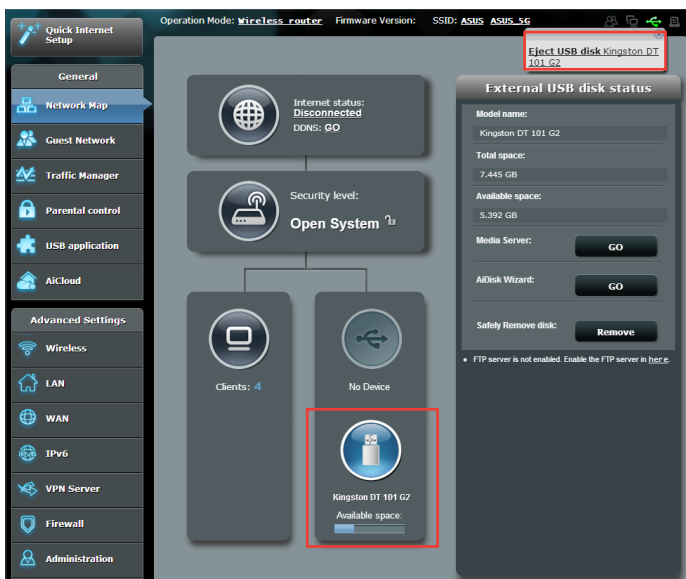 Quick Internet
Setup
Operation Mode: Wireless router Firmware Version: SSID: ASUS ASUS_5G
Eject USB disk Kingston DT
101 G2
General
Network Map
Guest Network
Traffic Manager
Parental control
USB application
AiCloud
Advanced Settings
Wireless
LAN
WAN
IPv6
VPN Server
Firewall
Administration
Internet status:
Disconnected
DDNS: GO
Security level:
Open System
Clients: 4
No Device
Kingston DT 101 G2
Available space:
External USB disk status
Model name:
Kingston DT 101 G2
Total space:
7.445 GB
Available space:
5.392 GB
Media Server: GO
AiDisk Wizard: GO
Safely Remove disk: Remove
• FTP server is not enabled. Enable the FTP server in here.